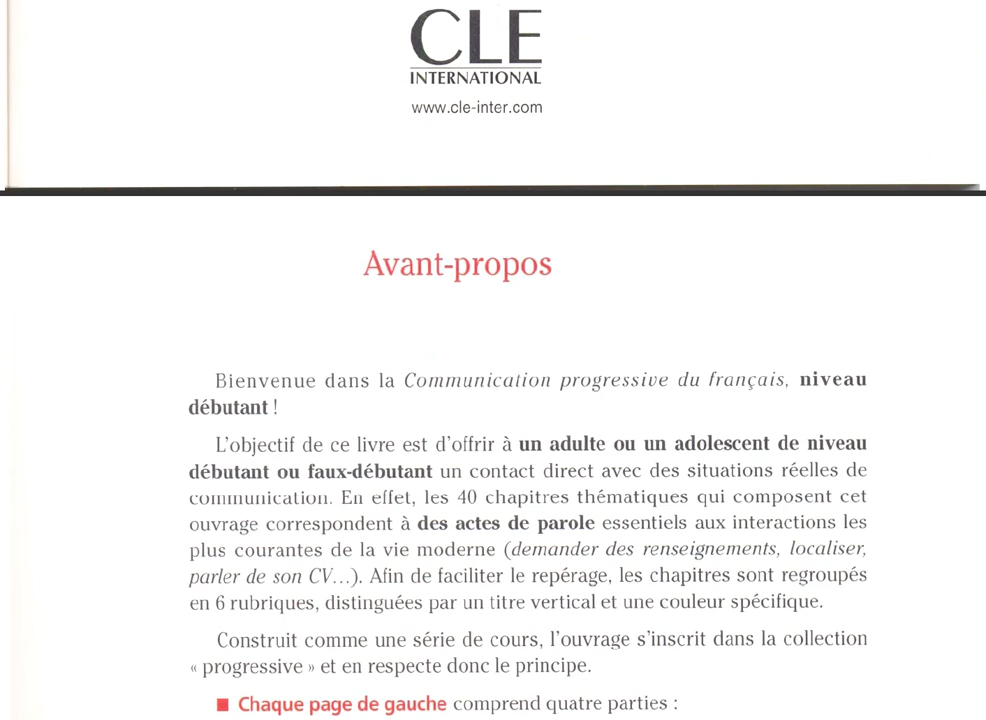 CLE
INTERNATIONAL
www.cle-inter.com
Avant-propos
Bienvenue dans la Communication progressive du français, niveau
débutant !
L'objectif de ce livre est d'offrir à un adulte ou un adolescent de niveau
débutant ou faux-débutant un contact direct avec des situations réelles de
communication. En effet, les 40 chapitres thématiques qui composent cet
ouvrage correspondent à des actes de parole essentiels aux interactions les
plus courantes de la vie moderne (demander des renseignements, localiser,
parler de son CV...). Afin de faciliter le repérage, les chapitres sont regroupés
en 6 rubriques, distinguées par un titre vertical et une couleur spécifique.
Construit comme une série de cours, l'ouvrage s'inscrit dans la collection
« progressive » et en respecte donc le principe.
■ Chaque page de gauche comprend quatre parties :